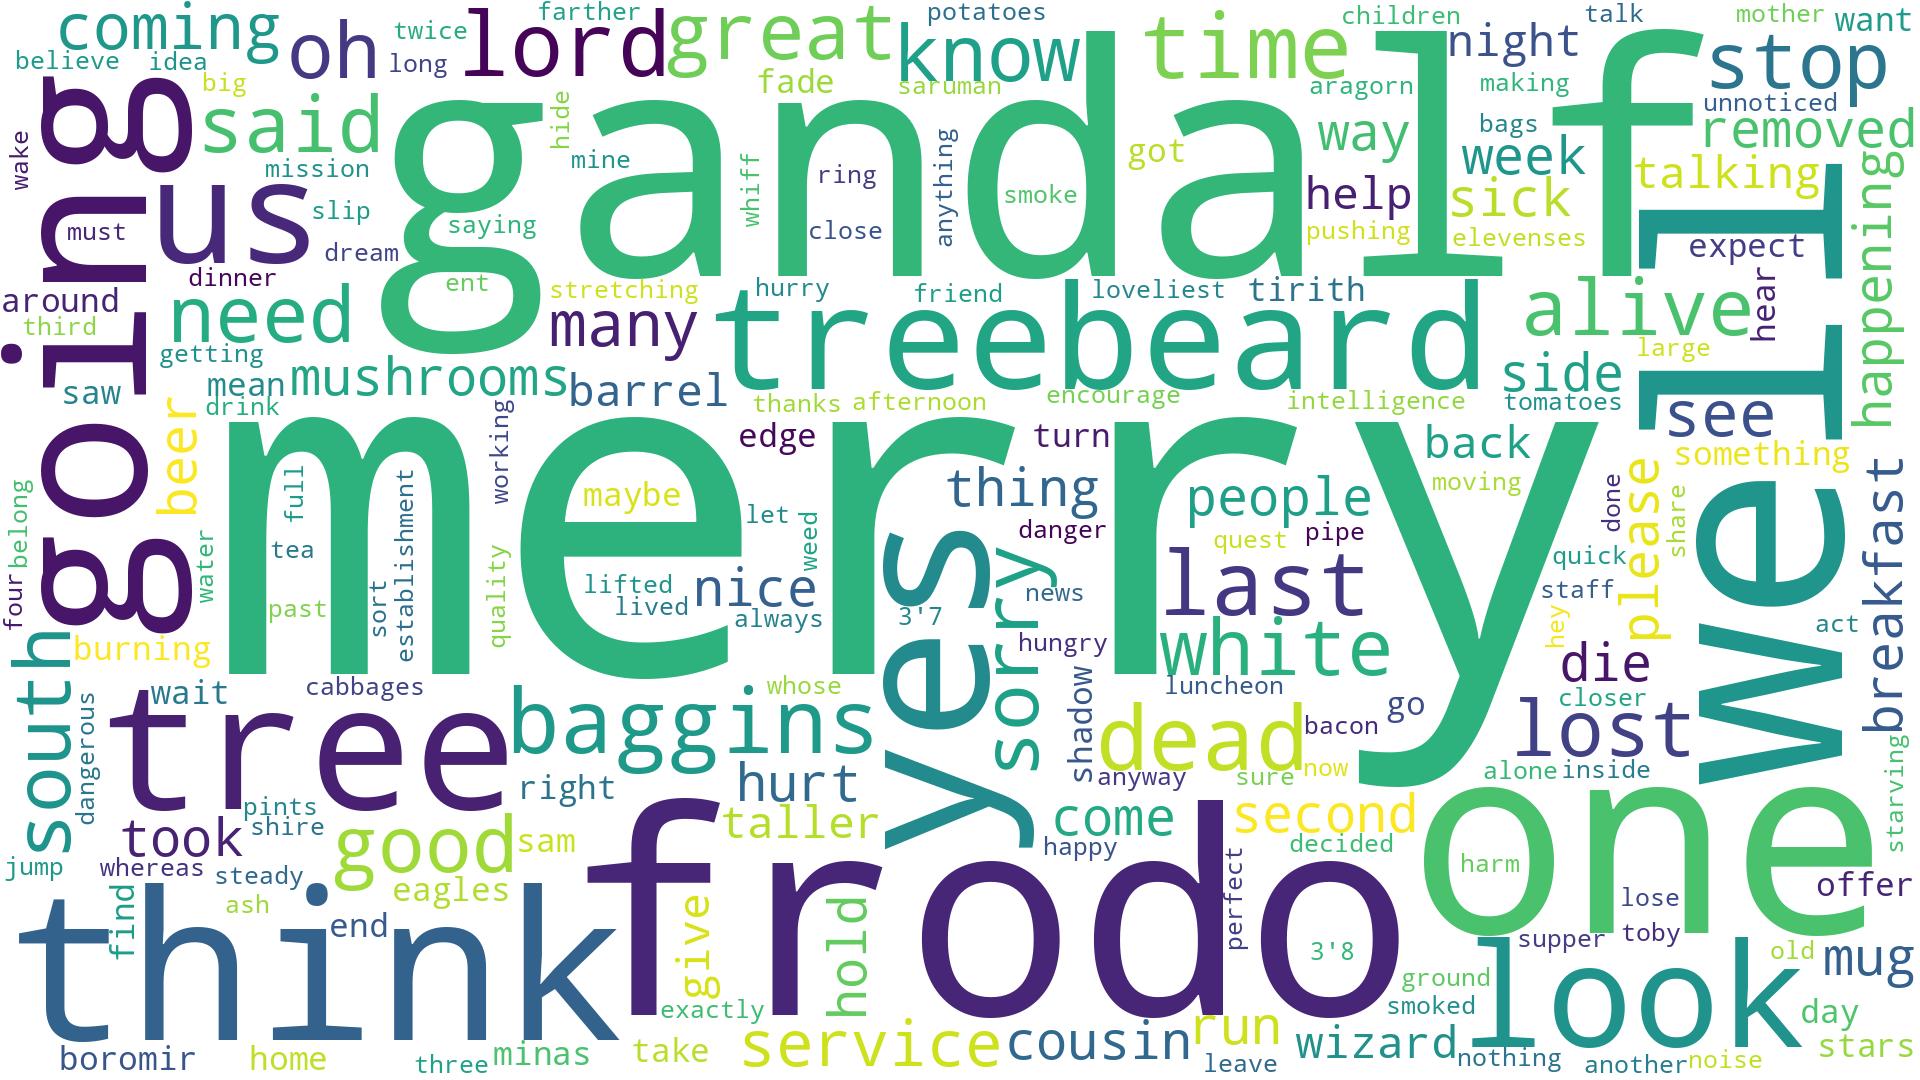 coming
oh
twice
long
lord
farther
great
potatoes
know
time
children
night
talk
mother
want
stop
believe
idea
big
said
fade
saruman
aragorn
making
unnoticed
removed
going
gandalf
wake
mission
us
slip
must
dream
saying
hide
mine
whiff
ring
close
anything
smoke
got
way
help
pushing
bags
week
sick
elevenses
talking
well
expect
happening
dinner
around
third
need
ent
stretching
many
hurry
friend
loveliest
tirith
treebeard
alive
hear
large
getting
saw
mean
mushrooms
barrel
drink
beer
thanks
afternoon
encourage
intelligence
side
tomatoes
see
something
merry
edge
turn
back
moving
working
full
tea
past
sort
establishment
maybe
let
weed
thing
people
danger
quest
pipe
done
please
share
breakfast
belong
four
water
quality
lifted
lived
nice
always
yes
3'7
sorry
news
hungry
last
quick
staff
hey
act
south
burning
white
die
wait
cabbages
whose
shadow
luncheon
closer
dangerous
tree
baggins
dead
bacon
go
lost
right
hurt
anyway
sure
now
alone
inside
starving
pints
shire
took
good
sam
taller
come
second
one
jump
whereas
steady
eagles
happy
decided
harm
frodo
perfect
offer
lose
think
find
ash
end
give
hold
3'8
supper
toby
old
mug
look
ground
smoked
exactly
day
boromir
home
three
minas
take
service
cousin
run
leave
wizard
nothing
another
noise
stars